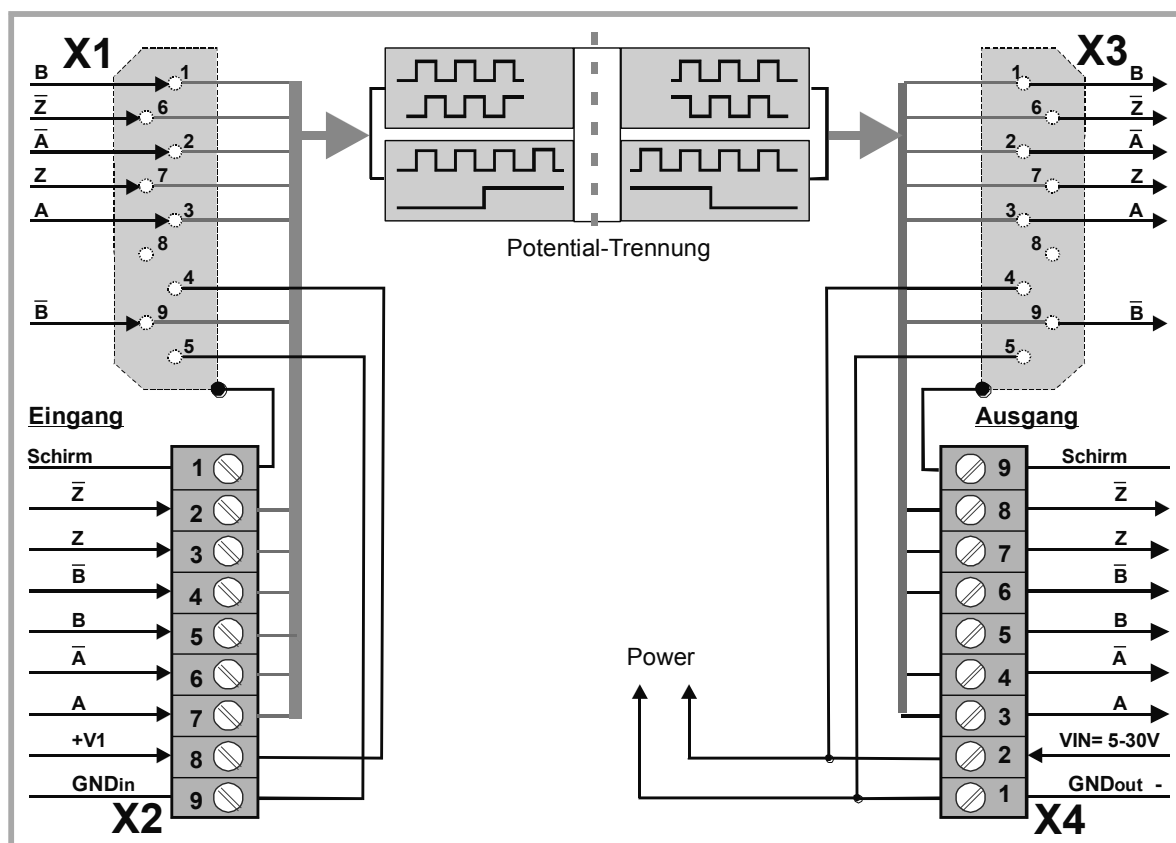 X1
B
1
Z̅
6
A̅
2
Z
7
A
3
8
4
B̅
9
5
Potential-Trennung
X3
1
B
6
Z̅
2
A̅
7
Z
3
A
8
4
9
B̅
5
Eingang
Schirm
1
Z̅
2
Z
3
B̅
4
B
5
A̅
6
A
7
+V1
8
GNDin
9
X2
Power
Ausgang
9
Schirm
8
Z̅
7
Z
6
B̅
5
B
4
A̅
3
A
2
VIN= 5-30V
1
GNDout -
X4